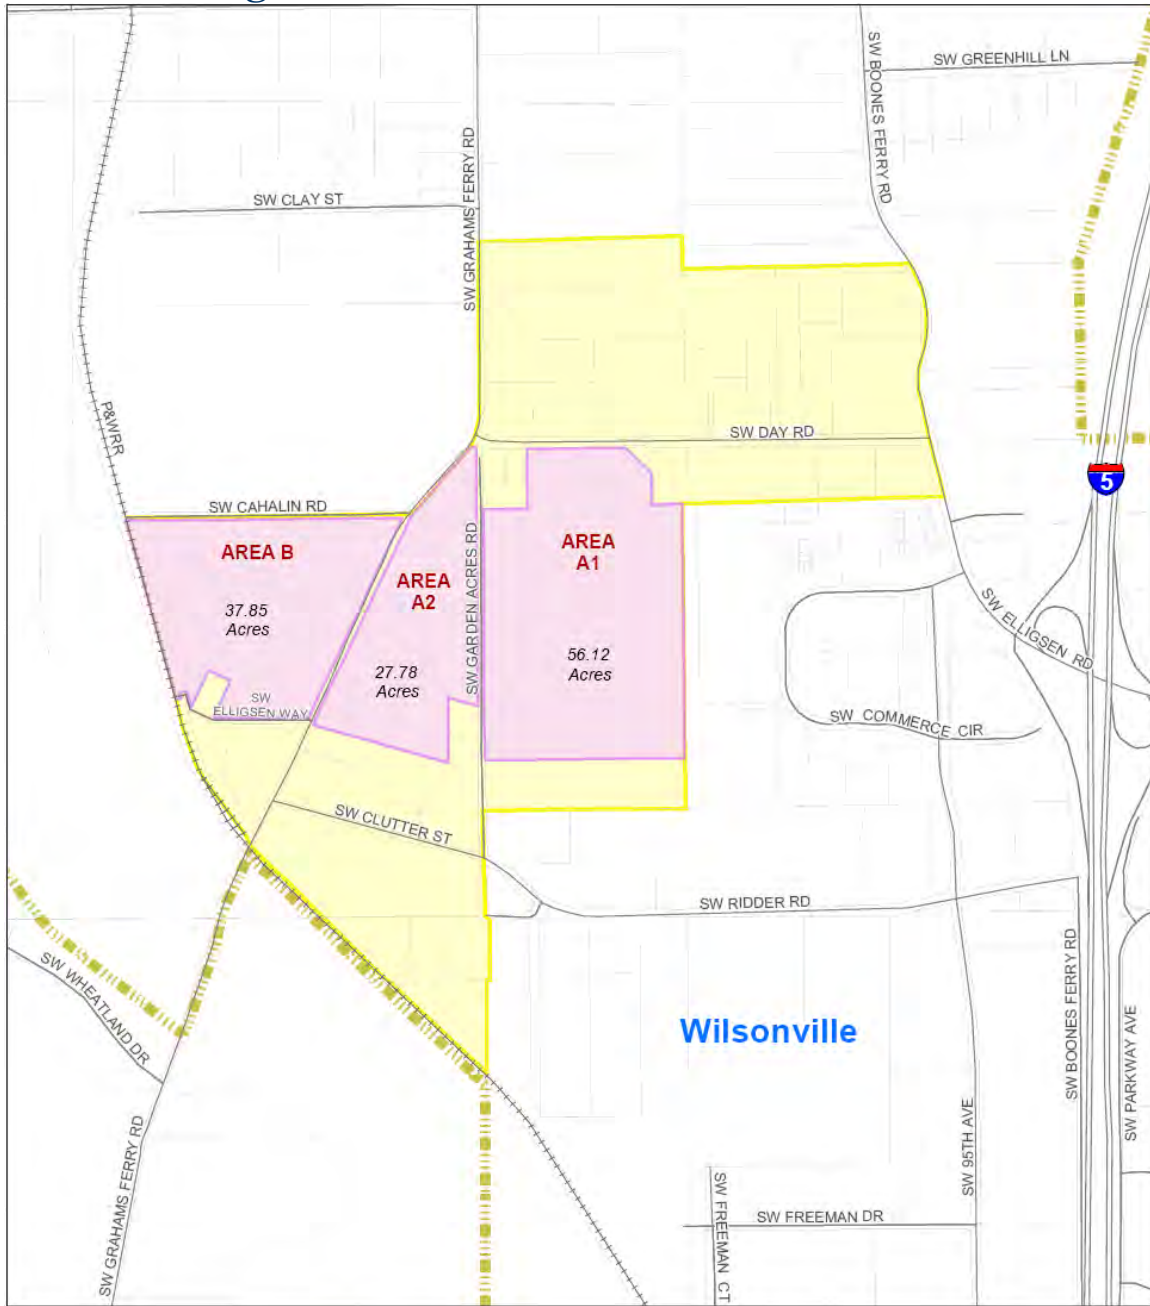 SW GREENHILL LN
SW BOONES FERRY RD
SW GRAHAMS FERRY RD
SW CLAY ST
P&WRR
SW DAY RD
5
SW CAHALIN RD
AREA B
37.85
Acres
AREA
A2
27.78
Acres
SW GARDEN ACRES RD
AREA
A1
56.12
Acres
SW
ELLIGSEN WAY
SW ELLIGSEN RD
SW COMMERCE CIR
SW CLUTTER ST
SW RIDDER RD
SW WHEATLAND DR
Wilsonville
SW BOONES FERRY RD
SW PARKWAY AVE
SW 95TH AVE
SW GRAHAMS FERRY RD
SW FREEMAN CT
SW FREEMAN DR